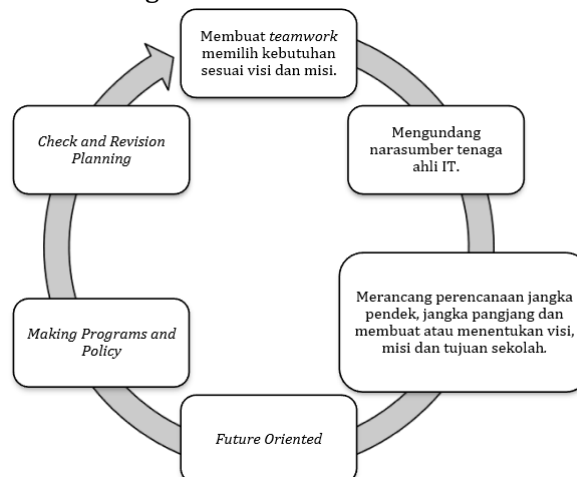 Membuat teamwork
memilih kebutuhan
sesuai visi dan misi.
Mengundang
narasumber tenaga
ahli IT.
Merancang perencanaan jangka
pendek, jangka pangjang dan
membuat atau menentukan visi,
misi dan tujuan sekolah.
Future Oriented
Making Programs and
Policy
Check and Revision
Planning